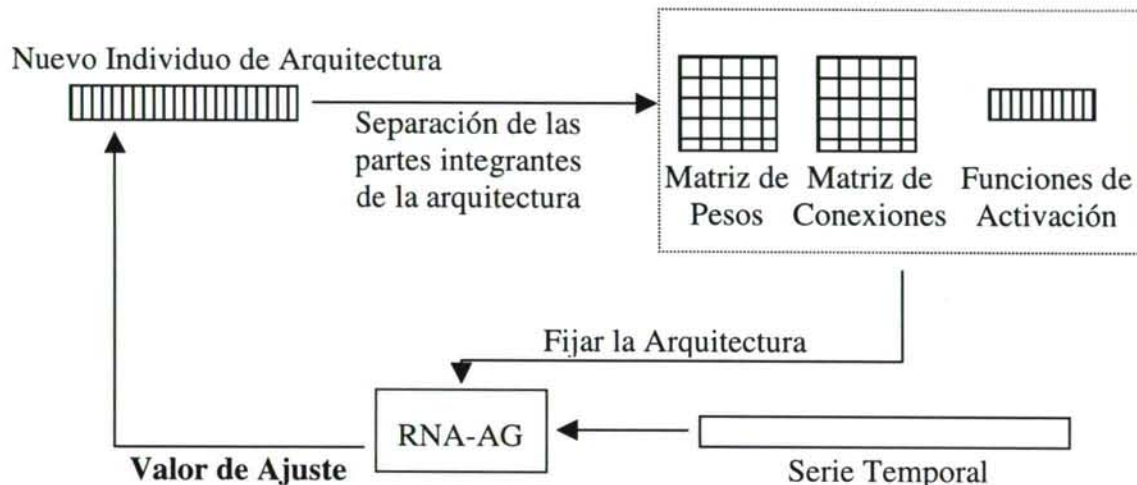 Nuevo Individuo de Arquitectura
Separación de las
partes integrantes
de la arquitectura
Matriz de
Pesos
Matriz de
Conexiones
Funciones de
Activación
Fijar la Arquitectura
RNA-AG
Valor de Ajuste
Serie Temporal